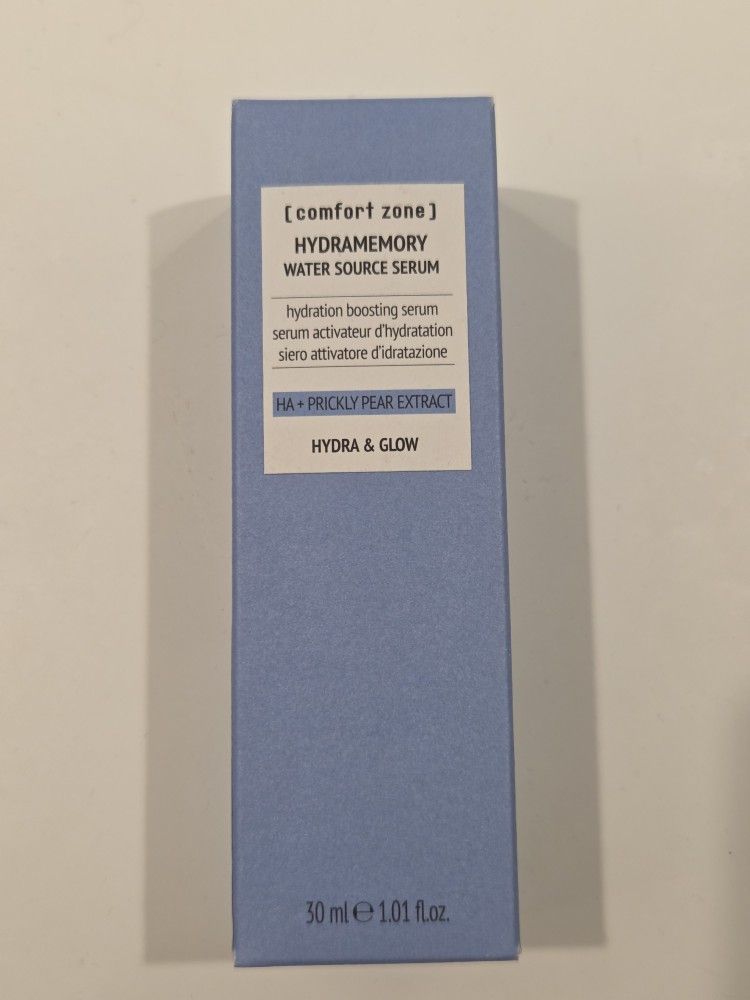 [comfort zone]
HYDRAMEMORY
WATER SOURCE SERUM
hydration boosting serum
serum activateur d'hydratation
siero attivatore d'idratazione
HA + PRICKLY PEAR EXTRACT
HYDRA & GLOW
30 ml ℮ 1.01 fl.oz.